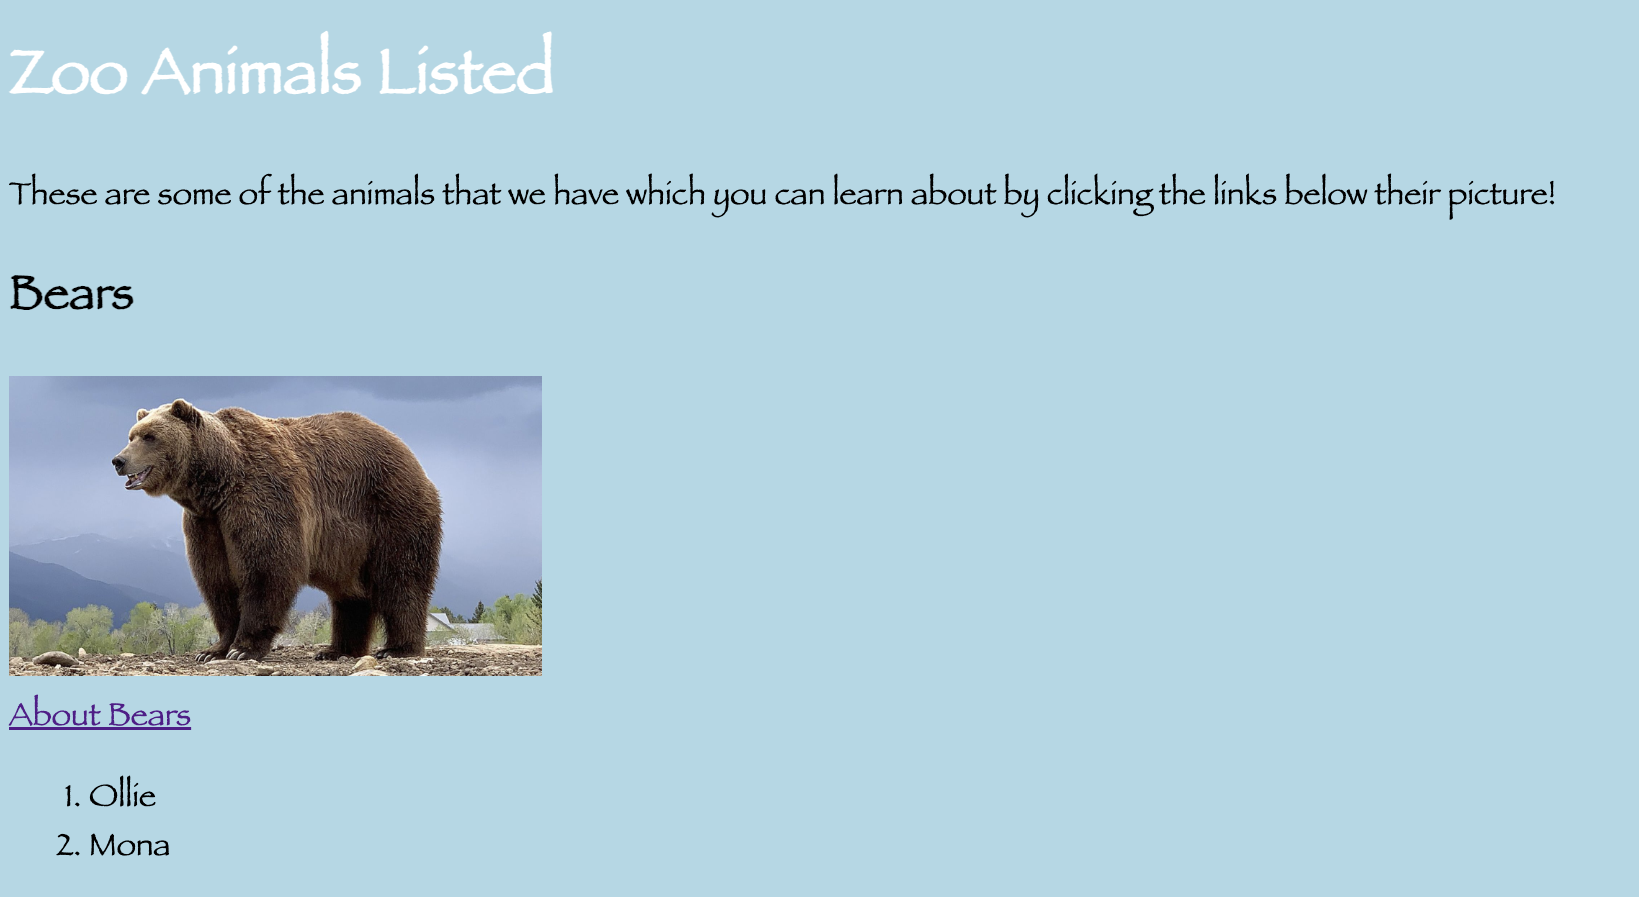 Zoo Animals Listed
These are some of the animals that we have which you can learn about by clicking the links below their picture!
Bears
About Bears
1. Ollie
2. Mona